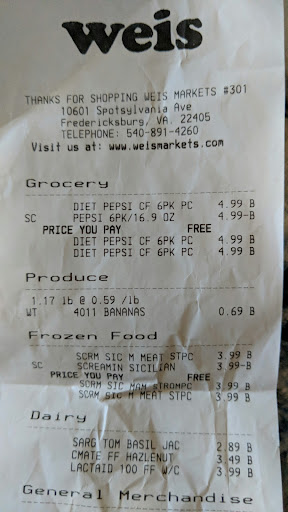 weis
THANKS FOR SHOPPING WEIS MARKETS #301
10601 Spotsylvania Ave
Fredericksburg, VA. 22405
TELEPHONE: 540-891-4260
Visit us at: www.weismarkets.com
Grocery
DIET PEPSI CF 6PK PC 4.99 B
SC PEPSI 6PK/16.9 OZ 4.99-B
PRICE YOU PAY FREE
DIET PEPSI CF 6PK PC 4.99 B
DIET PEPSI CF 6PK PC 4.99 B
Produce
1.17 lb @ 0.59 /lb
WT 4011 BANANAS 0.69 B
Frozen Food
SCRM SIC M MEAT STPC 3.99 B
SC SCREAMIN SICILIAN 3.99-B
PRICE YOU PAY FREE
SCRM SIC MAM STROMPC 3.99 B
SCRM SIC M MEAT STPC 3.99 B
Dairy
SARG TOM BASIL JAC 2.89 B
CMATE FF HAZLENUT 3.49 B
LACTAID 100 FF W/C 3.99 B
General Merchandise